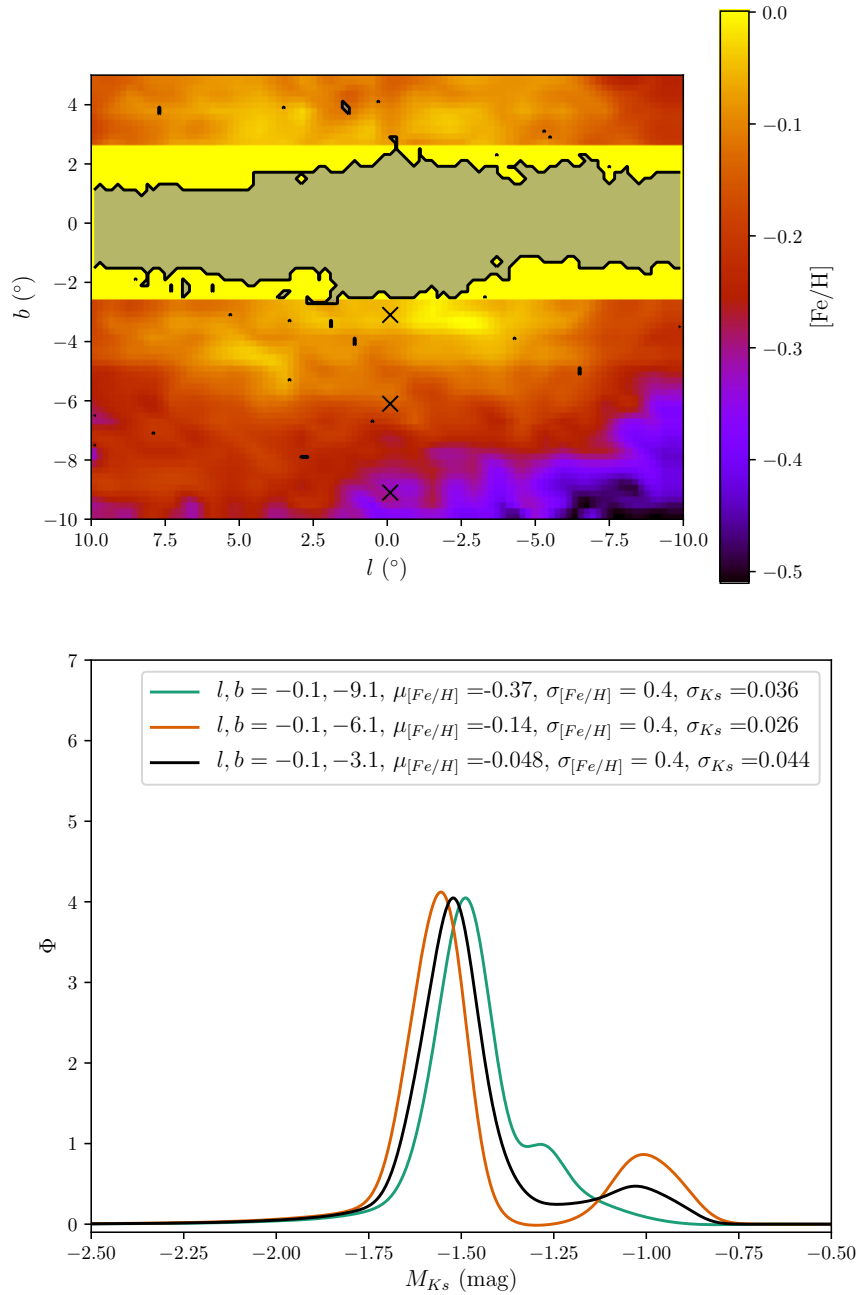 4
2
0
−2
−4
−6
−8
−10
b (°)
10.0 7.5 5.0 2.5 0.0 −2.5 −5.0 −7.5 −10.0
l (°)
0.0
−0.1
−0.2
−0.3
−0.4
−0.5
[Fe/H]
l, b = −0.1, −9.1, μ[Fe/H] =-0.37, σ[Fe/H] = 0.4, σKs =0.036
l, b = −0.1, −6.1, μ[Fe/H] =-0.14, σ[Fe/H] = 0.4, σKs =0.026
l, b = −0.1, −3.1, μ[Fe/H] =-0.048, σ[Fe/H] = 0.4, σKs =0.044
7
6
5
4
3
2
1
0
Φ
−2.50 −2.25 −2.00 −1.75 −1.50 −1.25 −1.00 −0.75 −0.50
MKs (mag)